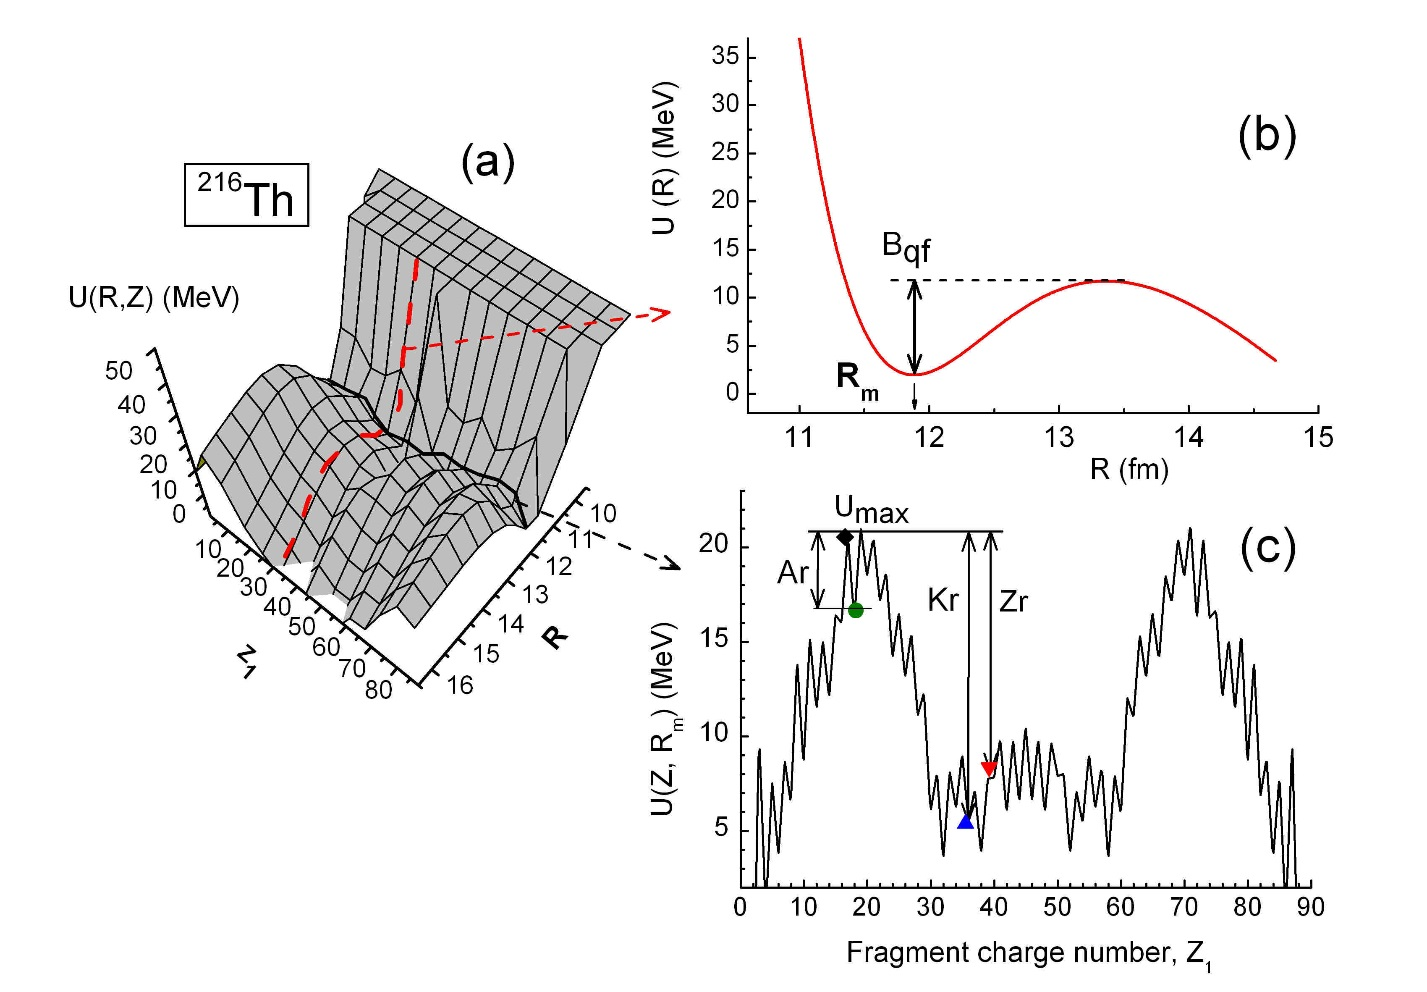 (a)
216Th
U(R,Z) (MeV)
50
40
30
20
10
0
10
20
30
40
50
60
70
80
Z1
10
11
12
13
14
15
16
R
(b)
U (R) (MeV)
35
30
25
20
15
10
5
0
Bqf
Rm
11
12
13
14
15
R (fm)
(c)
U(Z, Rm) (MeV)
20
15
10
5
Umax
Ar
Kr
Zr
0
10
20
30
40
50
60
70
80
90
Fragment charge number, Z1